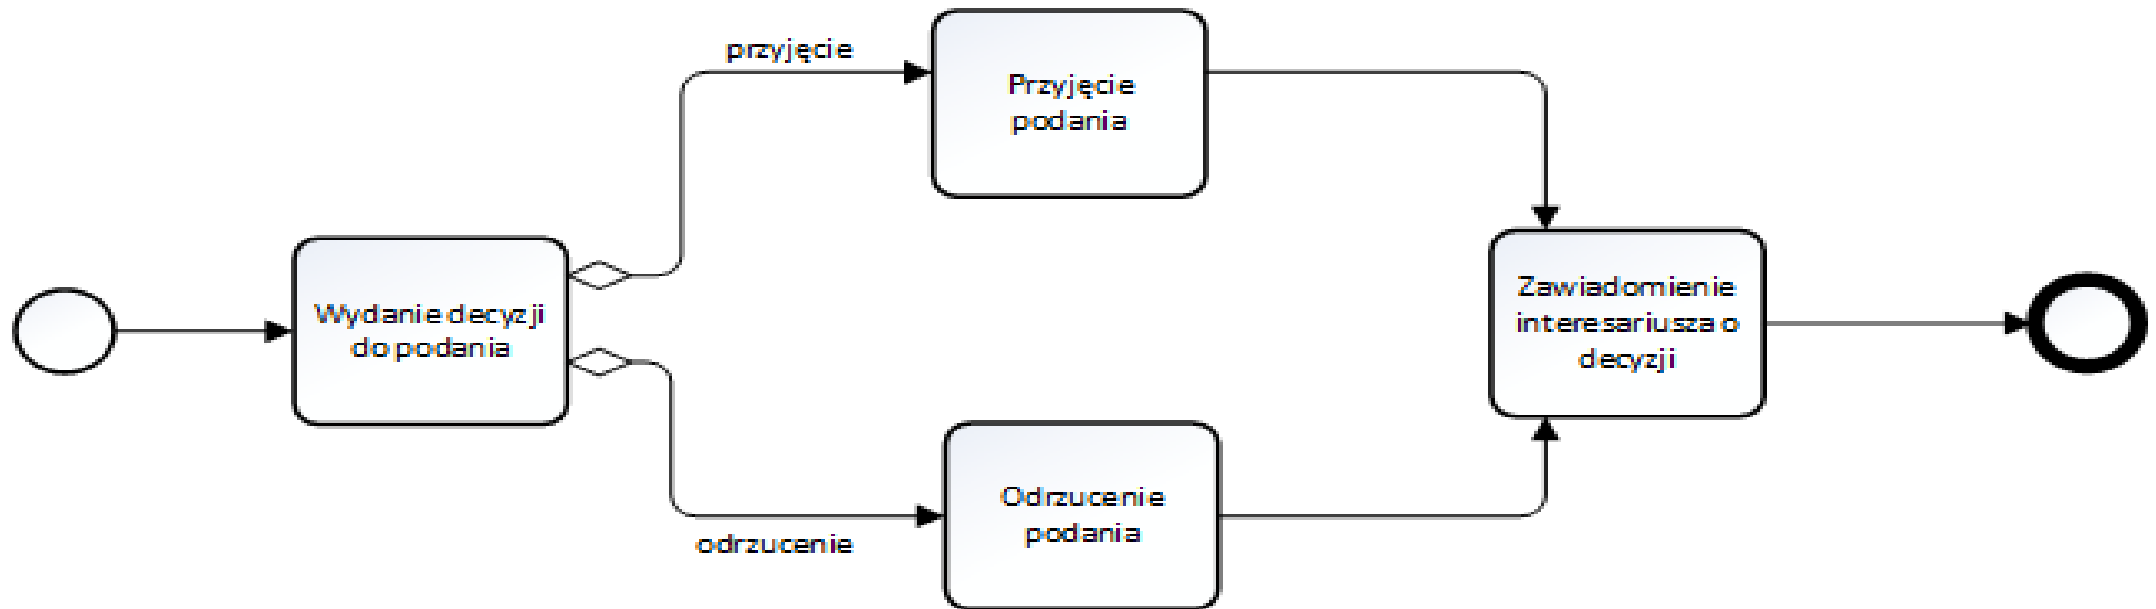 przyjęcie
Przyjęcie
podania
Wydanie decyzji
do podania
Zawiadomienie
interesariusza o
decyzji
Odrzucenie
podania
odrzucenie